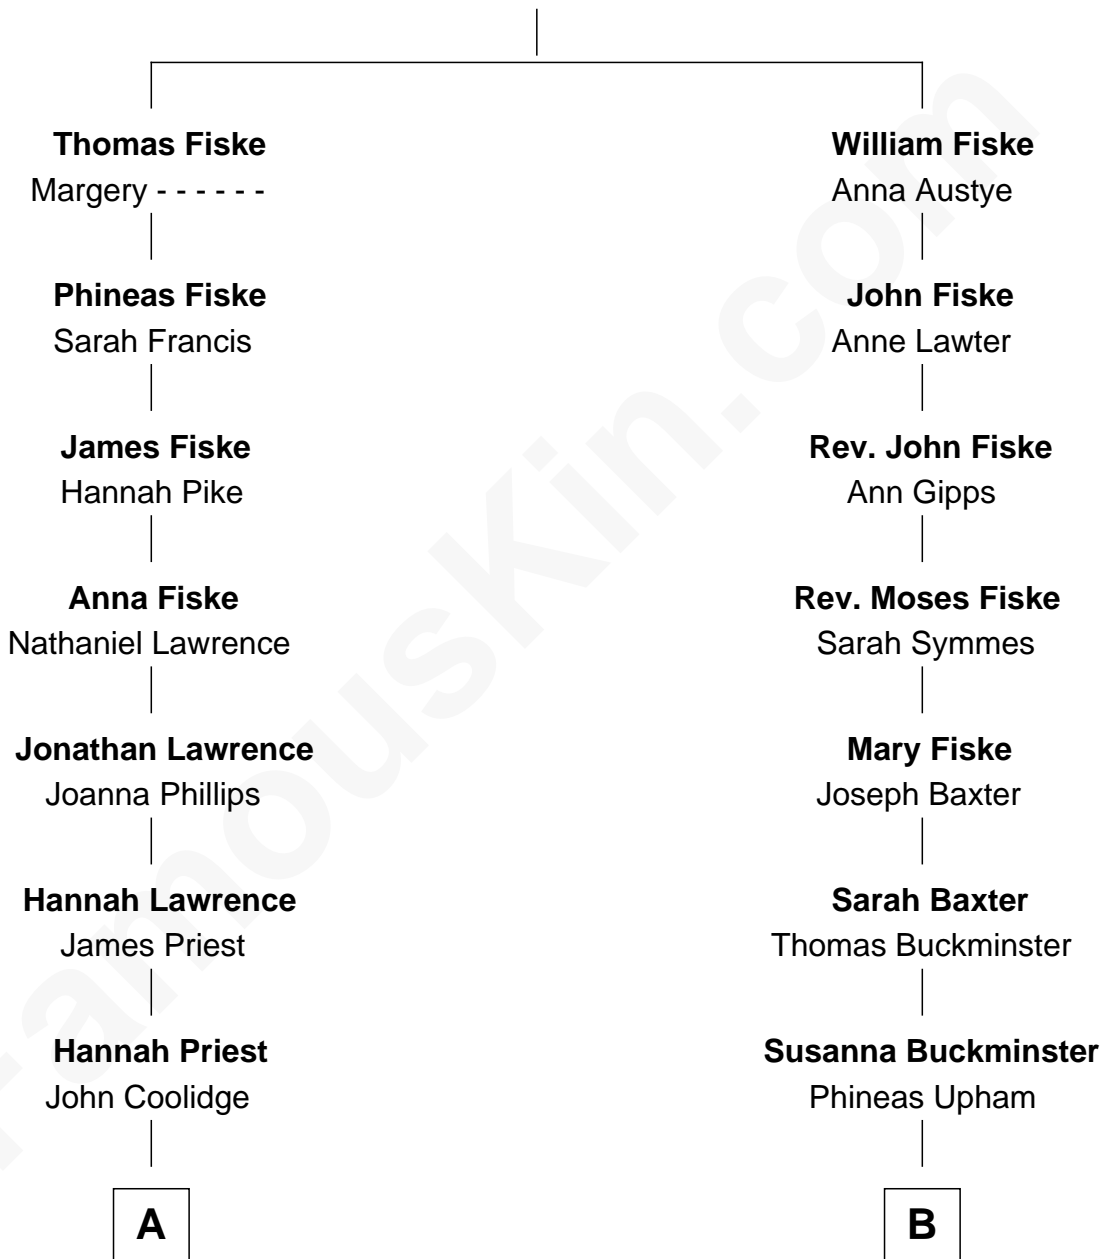 Thomas Fiske
Margery - - - - - -
Phineas Fiske
Sarah Francis
James Fiske
Hannah Pike
Anna Fiske
Nathaniel Lawrence
Jonathan Lawrence
Joanna Phillips
Hannah Lawrence
James Priest
Hannah Priest
John Coolidge
A
William Fiske
Anna Austye
John Fiske
Anne Lawter
Rev. John Fiske
Ann Gipps
Rev. Moses Fiske
Sarah Symmes
Mary Fiske
Joseph Baxter
Sarah Baxter
Thomas Buckminster
Susanna Buckminster
Phineas Upham
B
FamousKin.com